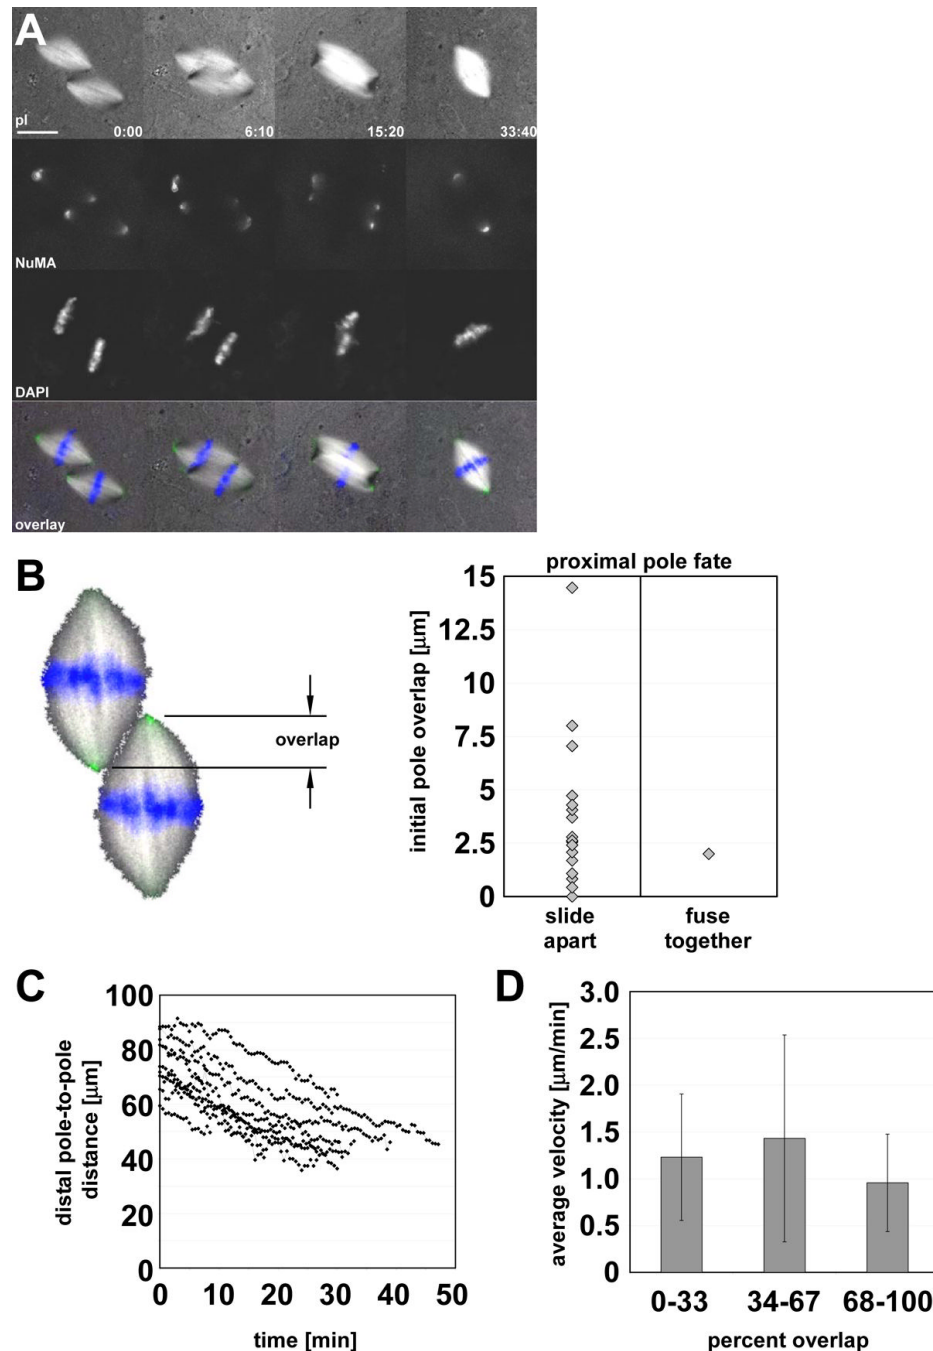 A
pl
0:00
6:10
15:20
33:40
NuMA
DAPI
overlay
B
overlap
proximal pole fate
initial pole overlap [μm]
15
12.5
10
7.5
5
2.5
0
slide
apart
fuse
together
C
distal pole-to-pole
distance [μm]
100
80
60
40
20
0
0
10
20
30
40
50
time [min]
D
average velocity [μm/min]
3.0
2.5
2.0
1.5
1.0
0.5
0
0-33
34-67
68-100
percent overlap